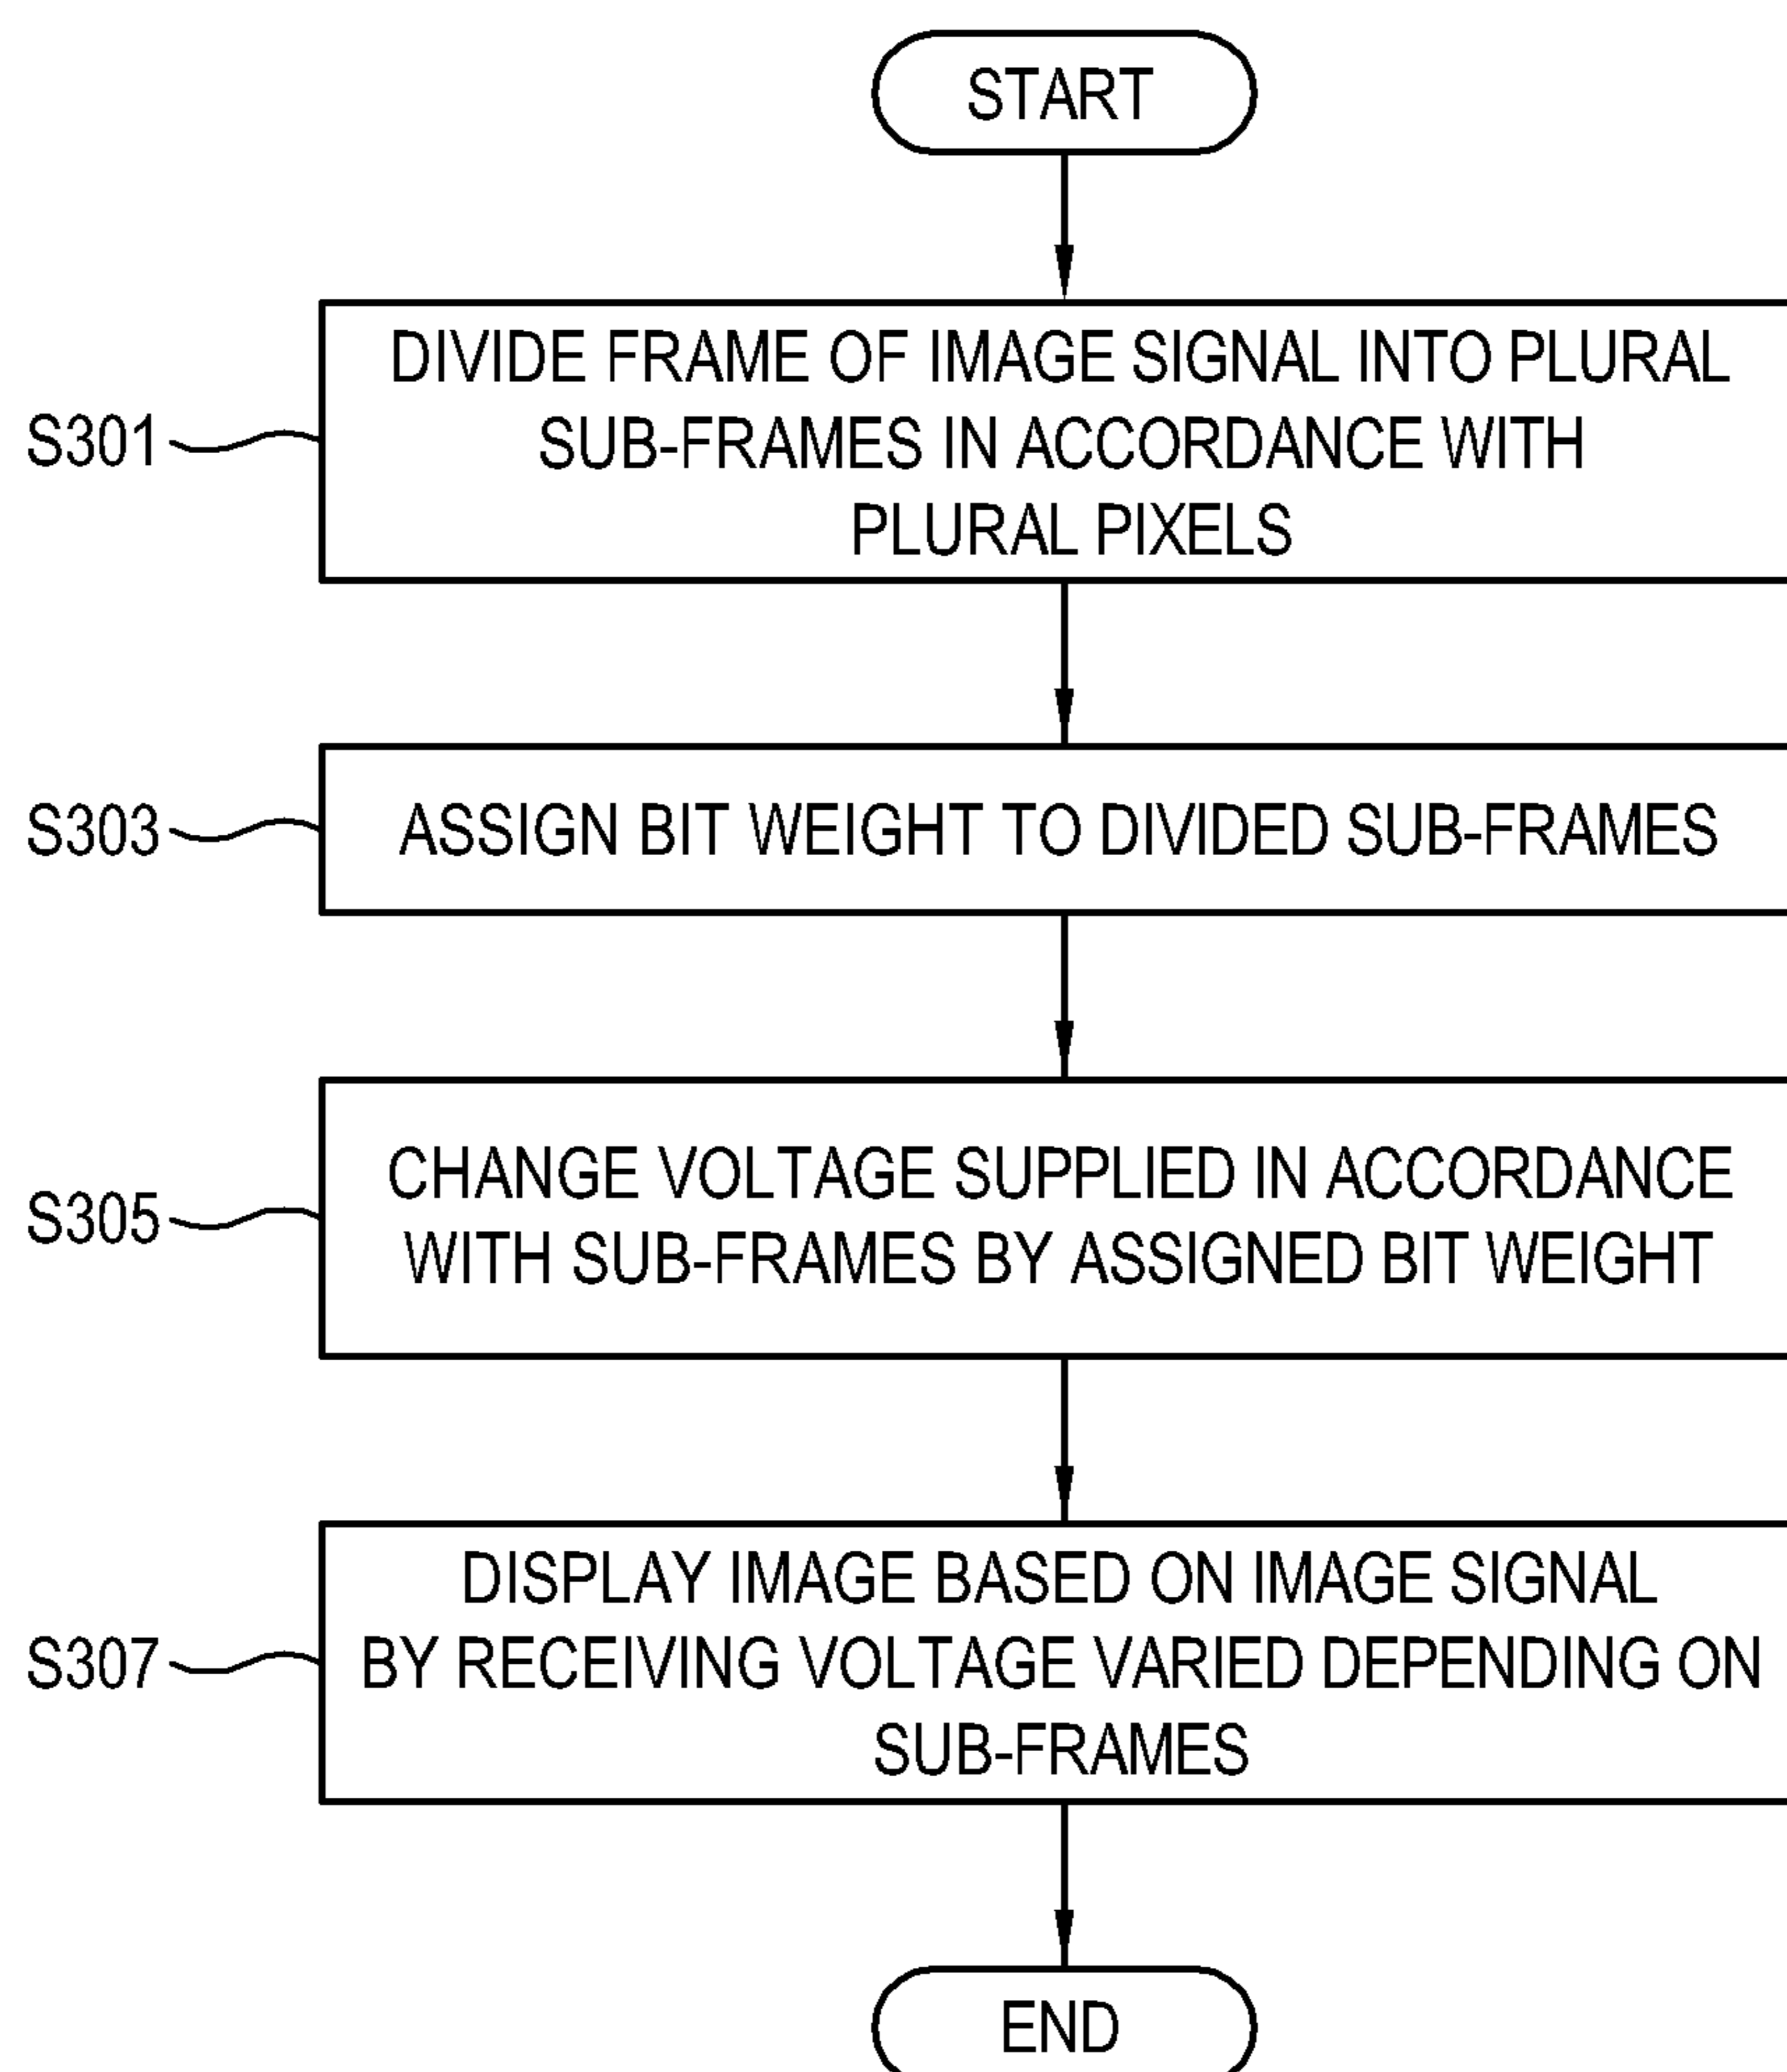 START
DIVIDE FRAME OF IMAGE SIGNAL INTO PLURAL
SUB-FRAMES IN ACCORDANCE WITH
PLURAL PIXELS
S301
ASSIGN BIT WEIGHT TO DIVIDED SUB-FRAMES
S303
CHANGE VOLTAGE SUPPLIED IN ACCORDANCE
WITH SUB-FRAMES BY ASSIGNED BIT WEIGHT
S305
DISPLAY IMAGE BASED ON IMAGE SIGNAL
BY RECEIVING VOLTAGE VARIED DEPENDING ON
SUB-FRAMES
S307
END